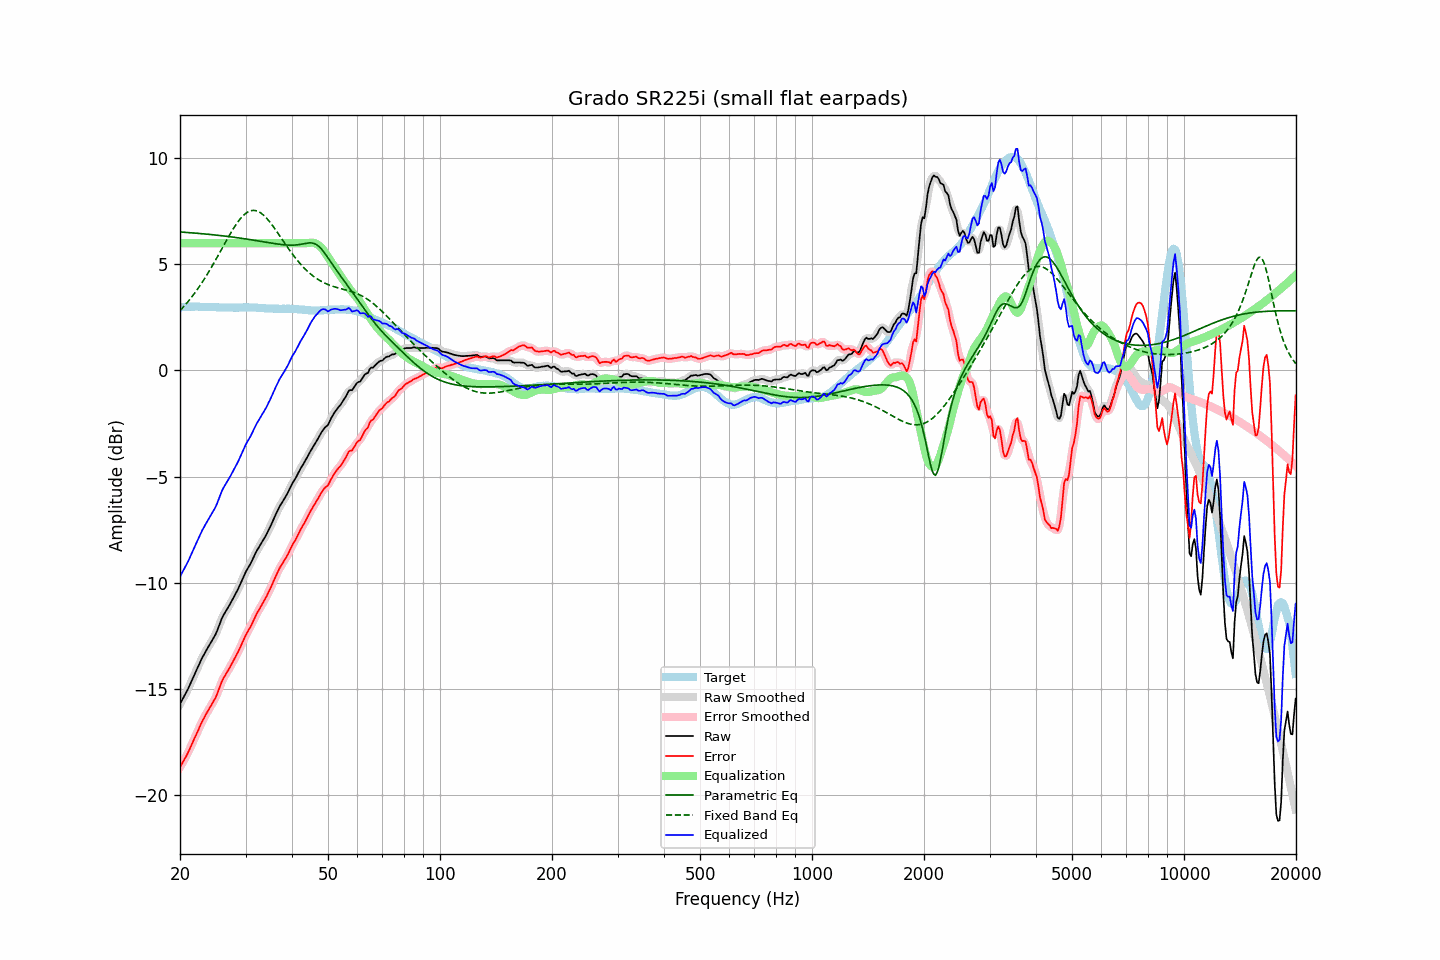 Grado SR225i (small flat earpads)
Amplitude (dBr)
10
5
0
−5
−10
−15
−20
Target
Raw Smoothed
Error Smoothed
Raw
Error
Equalization
Parametric Eq
Fixed Band Eq
Equalized
20 50 100 200 500 1000 2000 5000 10000 20000
Frequency (Hz)